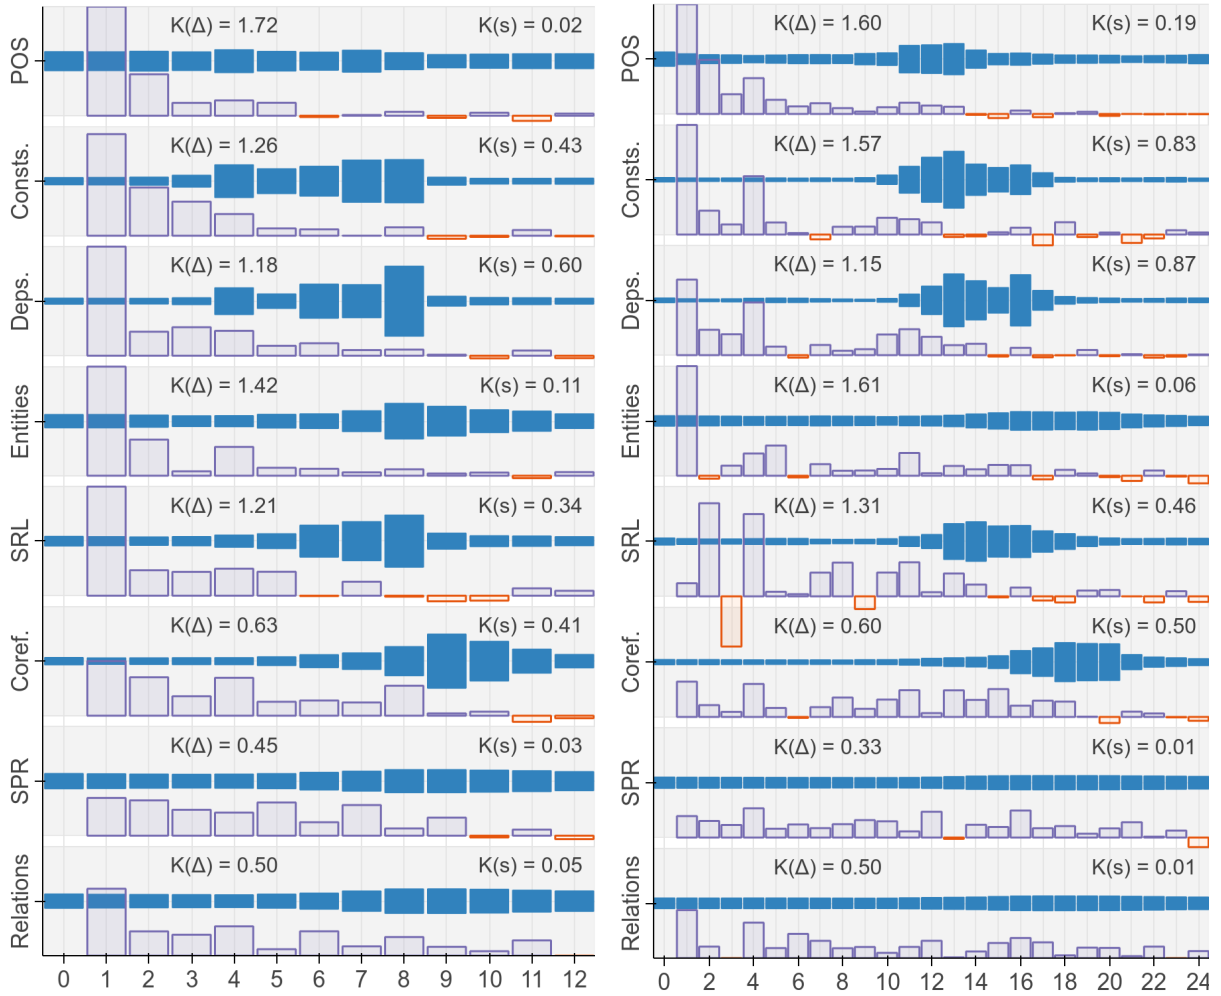 POS
K(Δ) = 1.72
K(s) = 0.02
Consts.
K(Δ) = 1.26
K(s) = 0.43
Deps.
K(Δ) = 1.18
K(s) = 0.60
Entities
K(Δ) = 1.42
K(s) = 0.11
SRL
K(Δ) = 1.21
K(s) = 0.34
Coref.
K(Δ) = 0.63
K(s) = 0.41
SPR
K(Δ) = 0.45
K(s) = 0.03
Relations
K(Δ) = 0.50
K(s) = 0.05
0 1 2 3 4 5 6 7 8 9 10 11 12
POS
K(Δ) = 1.60
K(s) = 0.19
Consts.
K(Δ) = 1.57
K(s) = 0.83
Deps.
K(Δ) = 1.15
K(s) = 0.87
Entities
K(Δ) = 1.61
K(s) = 0.06
SRL
K(Δ) = 1.31
K(s) = 0.46
Coref.
K(Δ) = 0.60
K(s) = 0.50
SPR
K(Δ) = 0.33
K(s) = 0.01
Relations
K(Δ) = 0.50
K(s) = 0.01
0 2 4 6 8 10 12 14 16 18 20 22 24